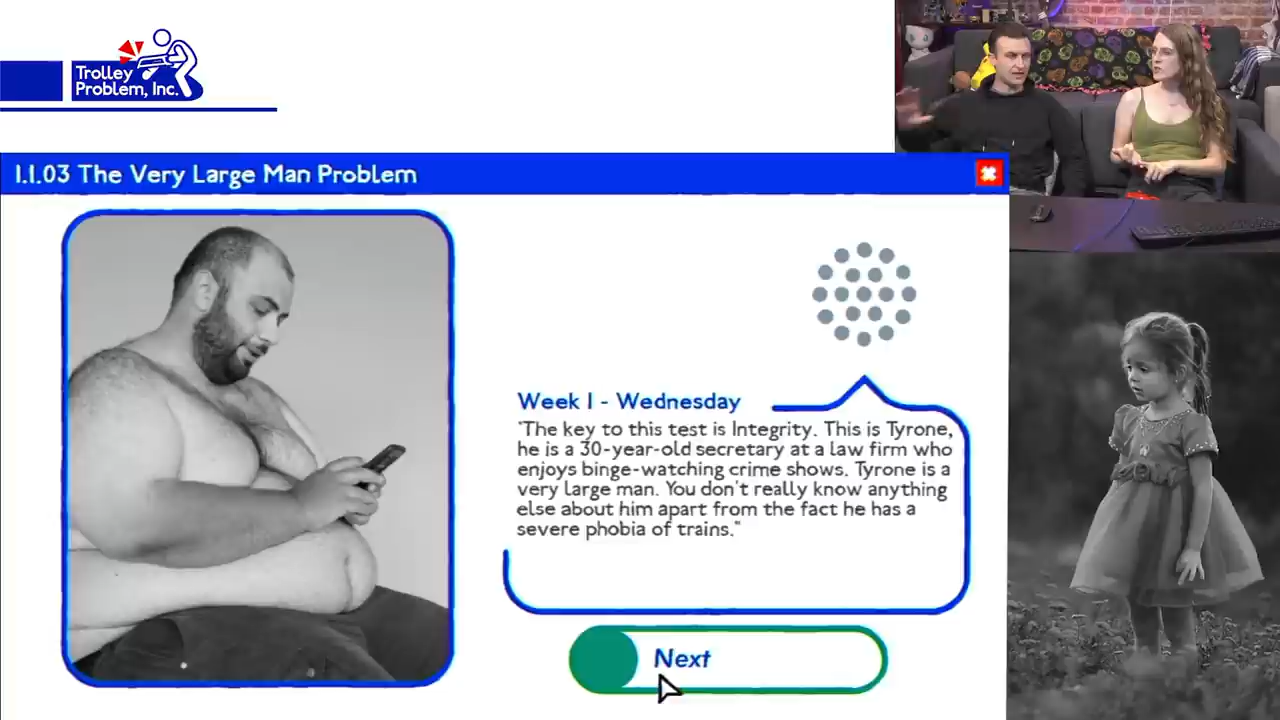 Trolley
Problem, Inc.
1.1.03 The Very Large Man Problem
Week 1 - Wednesday
"The key to this test is Integrity. This is Tyrone,
he is a 30-year-old secretary at a law firm who
enjoys binge-watching crime shows. Tyrone is a
very large man. You don't really know anything
else about him apart from the fact he has a
severe phobia of trains."
Next